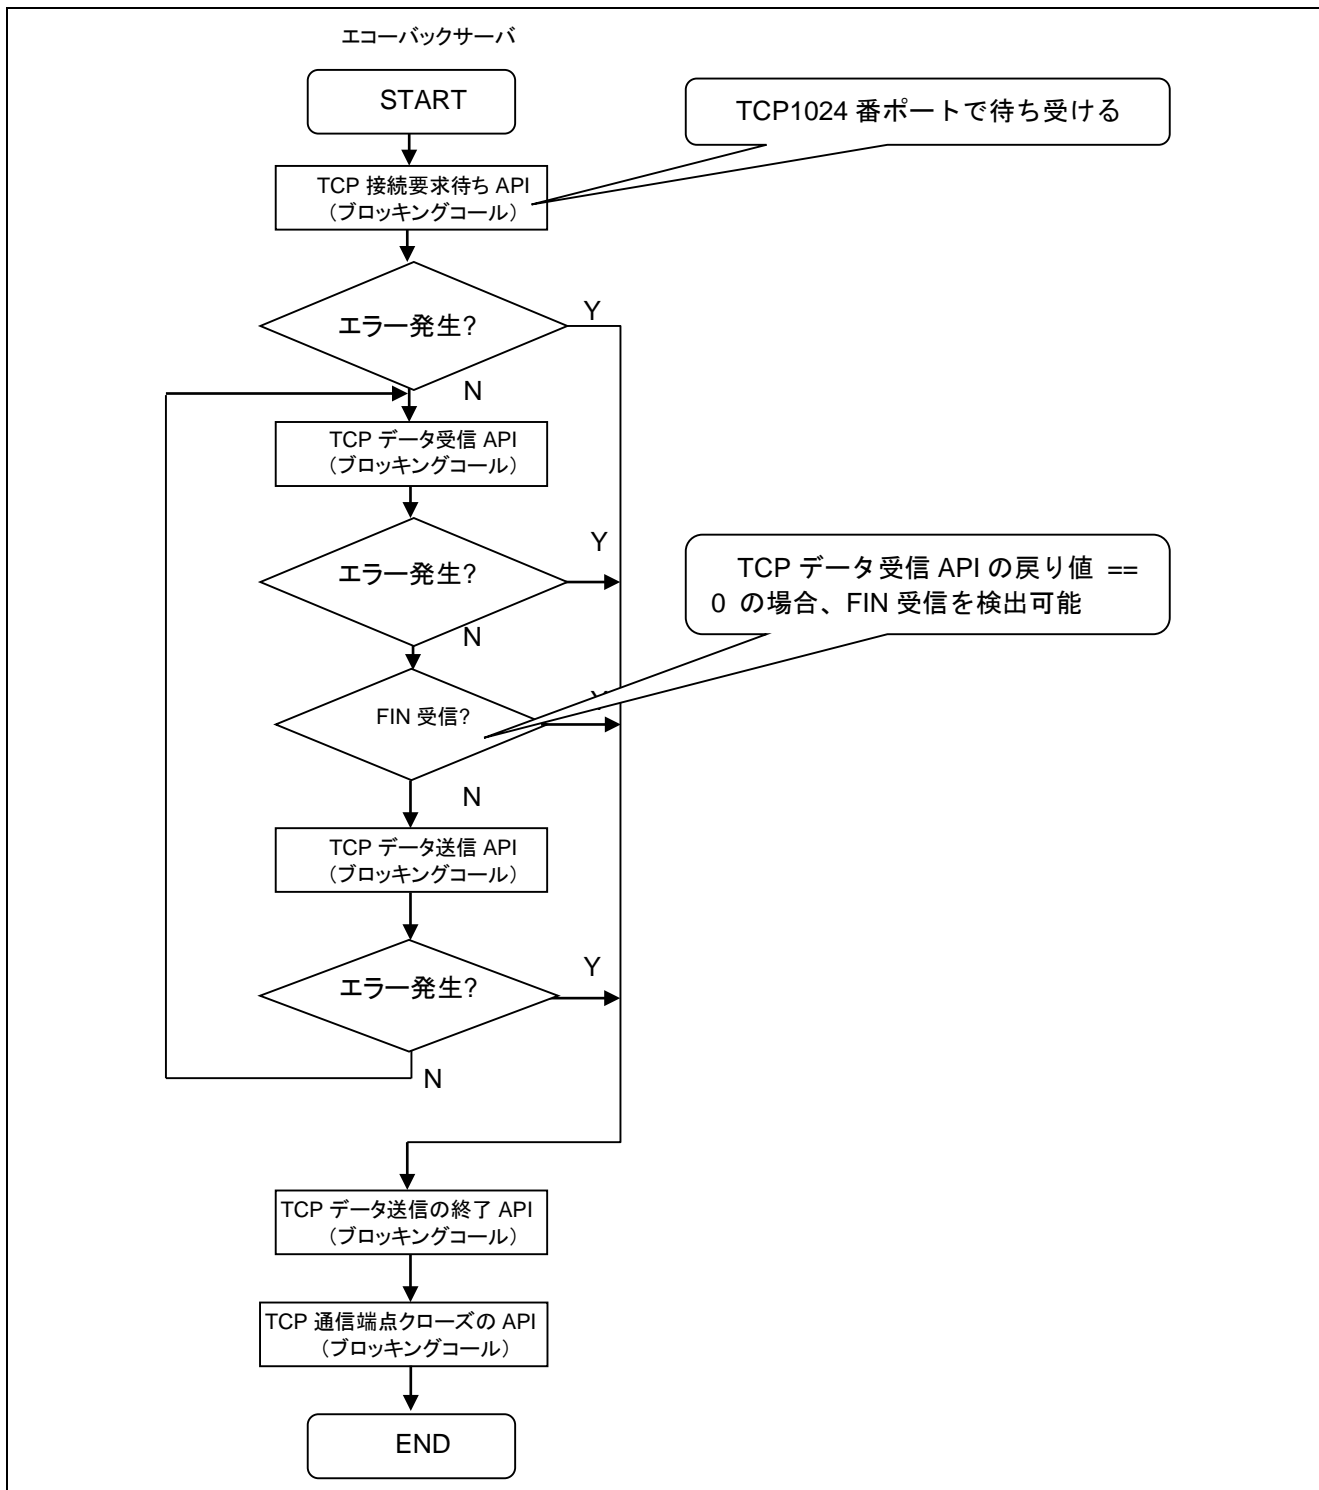 エコーバックサーバ
START
TCP1024 番ポートで待ち受ける
TCP 接続要求待ち API
（ブロッキングコール）
エラー発生?
Y
N
TCP データ受信 API
（ブロッキングコール）
エラー発生?
Y
N
TCP データ受信 API の戻り値 ==
0 の場合、FIN 受信を検出可能
FIN 受信?
Y
N
TCP データ送信 API
（ブロッキングコール）
エラー発生?
Y
N
TCP データ送信の終了 API
（ブロッキングコール）
TCP 通信端点クローズの API
（ブロッキングコール）
END